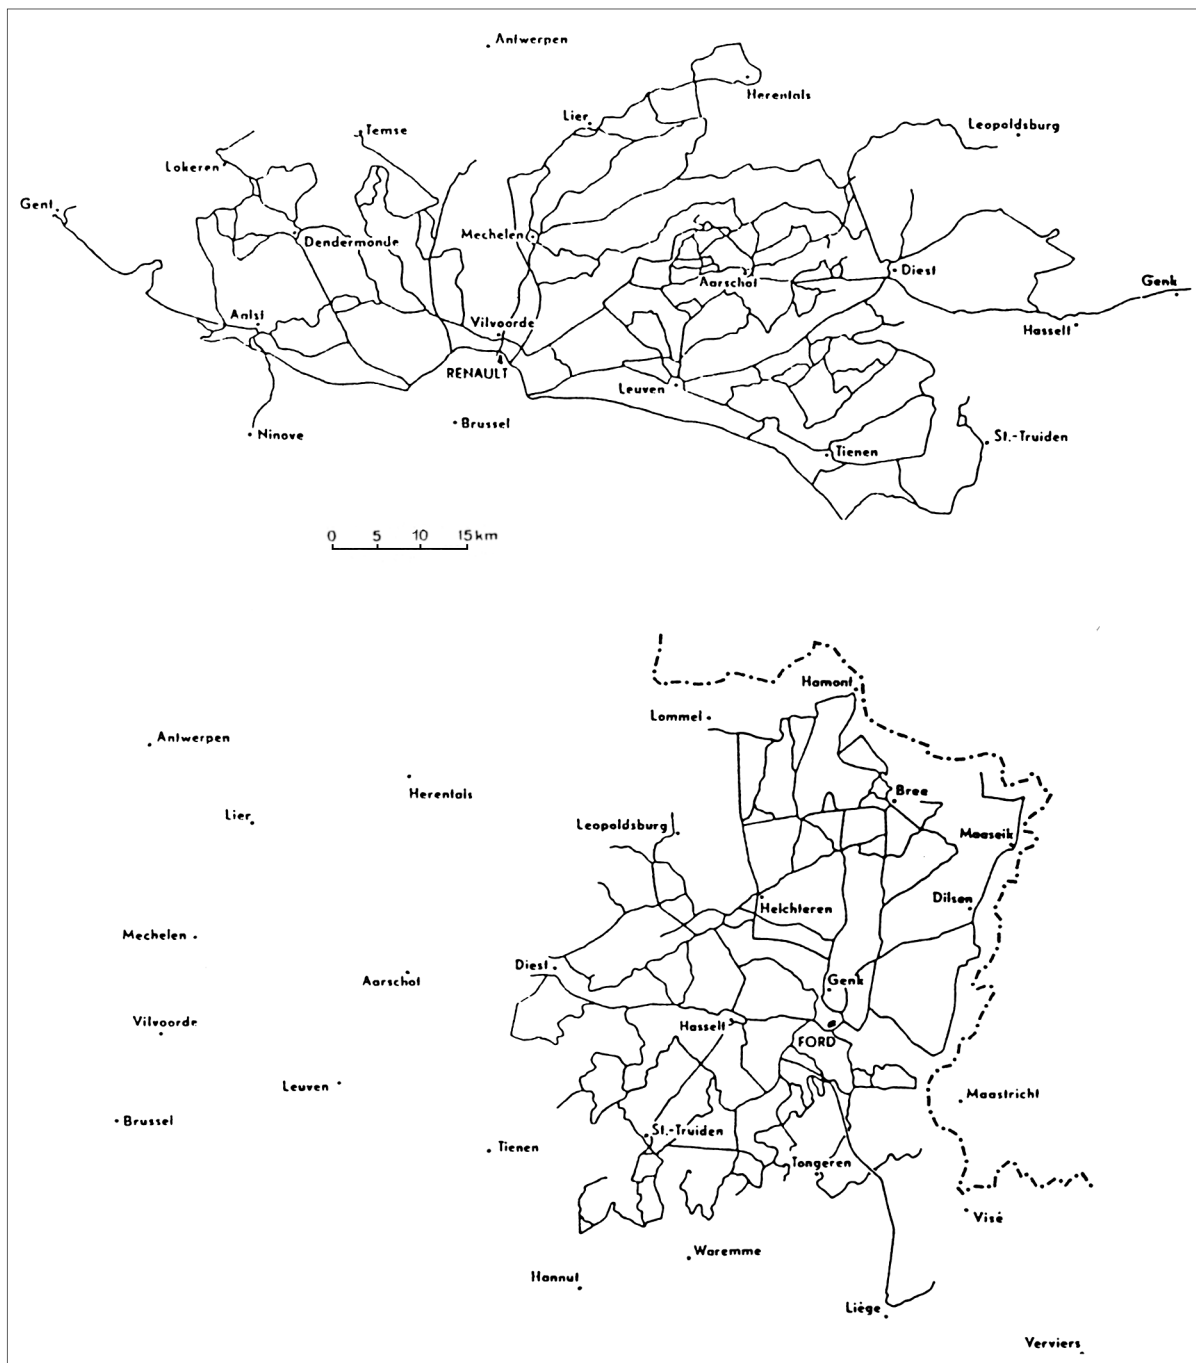 Antwerpen
Herentals
Lier
Leopoldsburg
Temse
Lokeren
Gent
Mechelen
Dendermonde
Diest
Aarschot
Genk
Aalst
Vilvoorde
Hasselt
RENAULT
Leuven
Brussel
Ninove
St.-Truiden
Tienen
0 5 10 15 km
Hamont
Lommel
Antwerpen
Herentals
Bree
Lier
Leopoldsburg
Maaseik
Helchteren
Dilsen
Mechelen
Diest
Aarschot
Genk
Vilvoorde
Hasselt
FORD
Leuven
Maastricht
Brussel
St.-Truiden
Tienen
Tongeren
Visé
Waremme
Hannut
Liége
Verviers